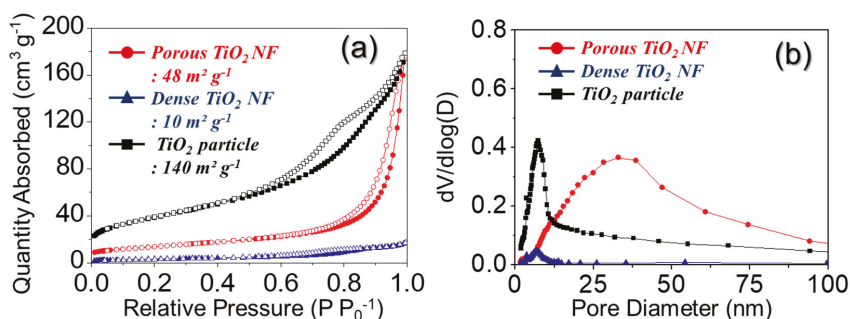 (a)
Quantity Absorbed (cm³ g⁻¹)
180
160
120
80
40
0
Porous TiO₂ NF
: 48 m² g⁻¹
Dense TiO₂ NF
: 10 m² g⁻¹
TiO₂ particle
: 140 m² g⁻¹
0.0 0.2 0.4 0.6 0.8 1.0
Relative Pressure (P P₀⁻¹)
(b)
dV/dlog(D)
0.8
0.6
0.4
0.2
0.0
Porous TiO₂ NF
Dense TiO₂ NF
TiO₂ particle
0 25 50 75 100
Pore Diameter (nm)